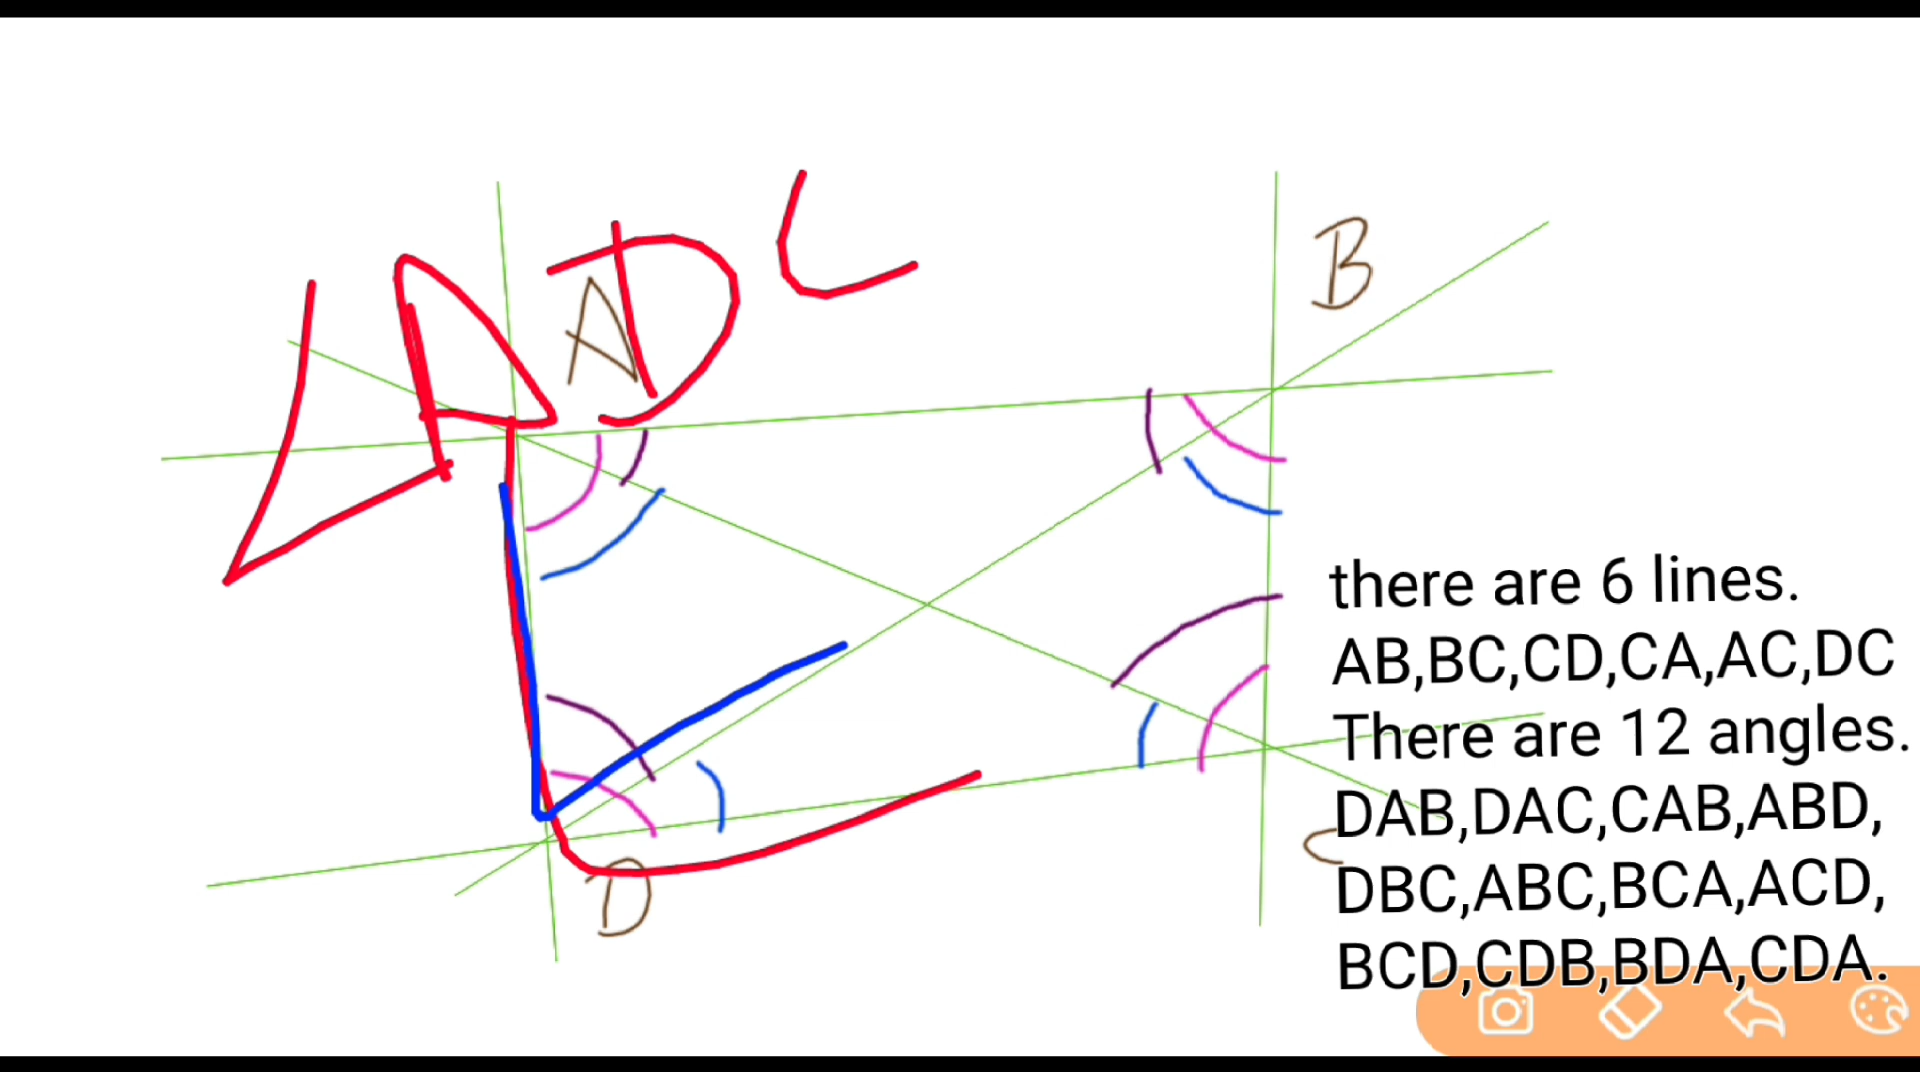 ∠ADC
A
B
there are 6 lines.
AB,BC,CD,CA,AC,DC
There are 12 angles.
DAB,DAC,CAB,ABD,
C
DBC,ABC,BCA,ACD,
D
BCD,CDB,BDA,CDA.